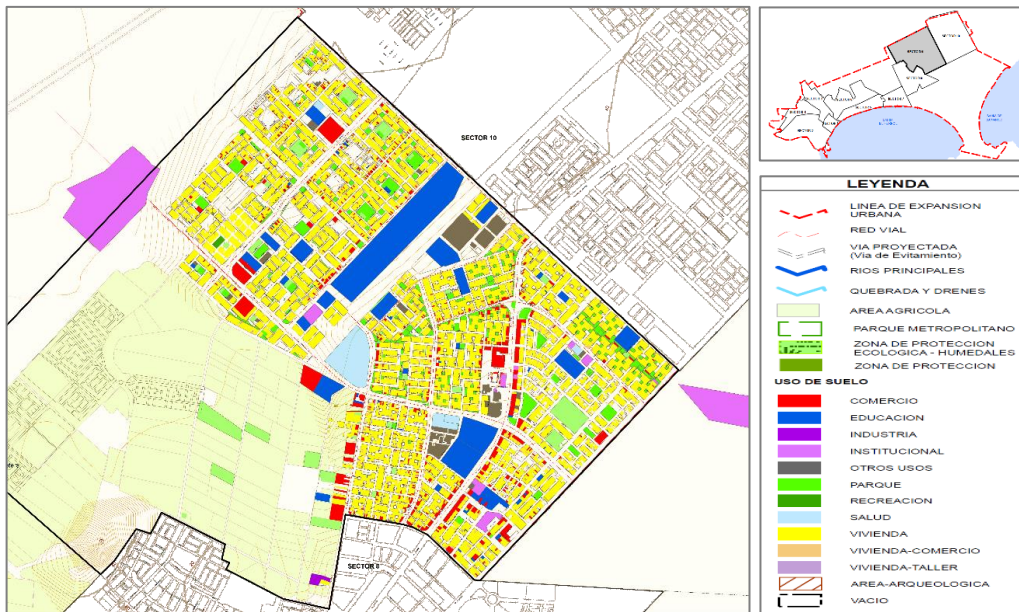 SECTOR 10
SECTOR 8
LEYENDA
LINEA DE EXPANSION
URBANA
RED VIAL
VIA PROYECTADA
(Via de Evitamiento)
RIOS PRINCIPALES
QUEBRADA Y DRENES
AREA AGRICOLA
PARQUE METROPOLITANO
ZONA DE PROTECCION
ECOLOGICA - HUMEDALES
ZONA DE PROTECCION
USO DE SUELO
COMERCIO
EDUCACION
INDUSTRIA
INSTITUCIONAL
OTROS USOS
PARQUE
RECREACION
SALUD
VIVIENDA
VIVIENDA-COMERCIO
VIVIENDA-TALLER
AREA-ARQUEOLOGICA
VACIO